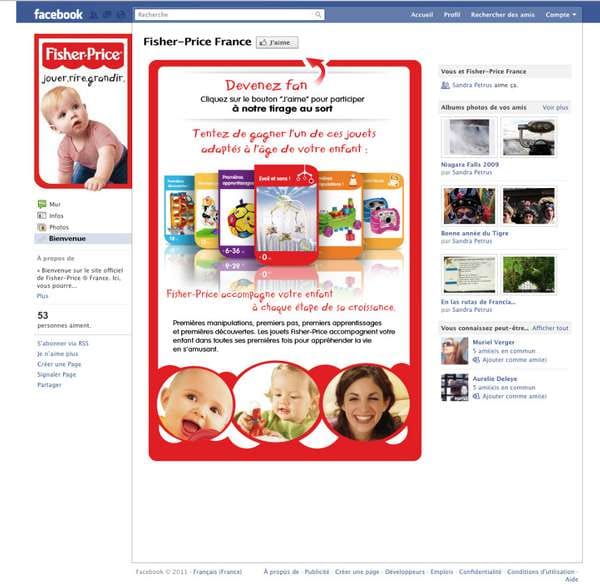 facebook
Recherche
Accueil Profil Rechercher des amis Compte
Fisher-Price
jouer.rire.grandir.
Mur
Infos
Photos
Bienvenue
À propos de
« Bienvenue sur le site officiel
de Fisher-Price ® France. Ici,
vous pourre...
Plus
53
personnes aiment.
S'abonner via RSS
Je n'aime plus
Créer une Page
Signaler Page
Partager
Fisher-Price France J'aime
Devenez fan
Cliquez sur le bouton "J'aime" pour participer
à notre tirage au sort
Tentez de gagner l'un de ces jouets
adaptés à l'âge de votre enfant :
Premières apprentissages
Eveil et sons !
6-36
0
Fisher-Price accompagne votre enfant
à chaque étape de sa croissance.
Premières manipulations, premiers pas, premiers apprentissages
et premières découvertes. Les jouets Fisher-Price accompagnent votre
enfant dans toutes ses premières fois pour appréhender la vie
en s'amusant.
Vous et Fisher-Price France
Sandra Petrus aime ça.
Albums photos de vos amis Voir plus
Niagara Falls 2009
par Sandra Petrus
Bonne année du Tigre
par Sandra Petrus
En las rutas de Francia...
par Sandra Petrus
Vous connaissez peut-être... Afficher tout
Muriel Verger
5 ami(e)s en commun
Ajouter comme ami(e)
Aurelie Deleye
5 ami(e)s en commun
Ajouter comme ami(e)
Facebook © 2011 · Français (France)
À propos de · Publicité · Créer une page · Développeurs · Emplois · Confidentialité · Conditions d'utilisation ·
Aide